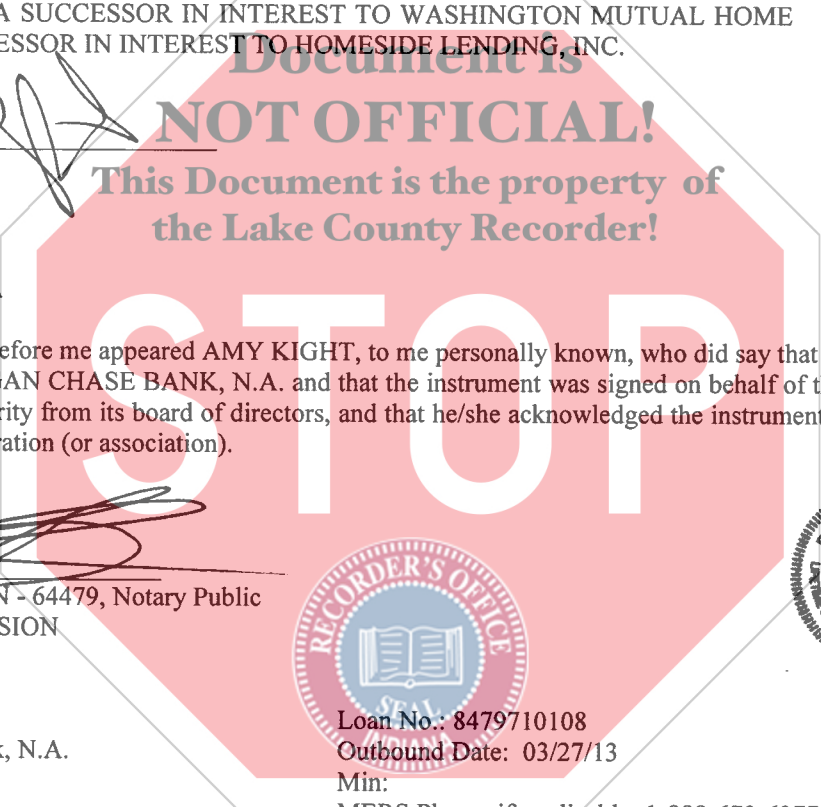 A SUCCESSOR IN INTEREST TO WASHINGTON MUTUAL HOME
ESSOR IN INTEREST TO HOMESIDE LENDING, INC.
Document is
NOT OFFICIAL!
This Document is the property of
the Lake County Recorder!
STOP
efore me appeared AMY KIGHT, to me personally known, who did say that
GAN CHASE BANK, N.A. and that the instrument was signed on behalf of t
rity from its board of directors, and that he/she acknowledged the instrument
ration (or association).
N - 64479, Notary Public
SION
RECORDER'S OFFICE
SEAL
INDIANA
Loan No.: 8479710108
k, N.A.
Outbound Date: 03/27/13
Min: